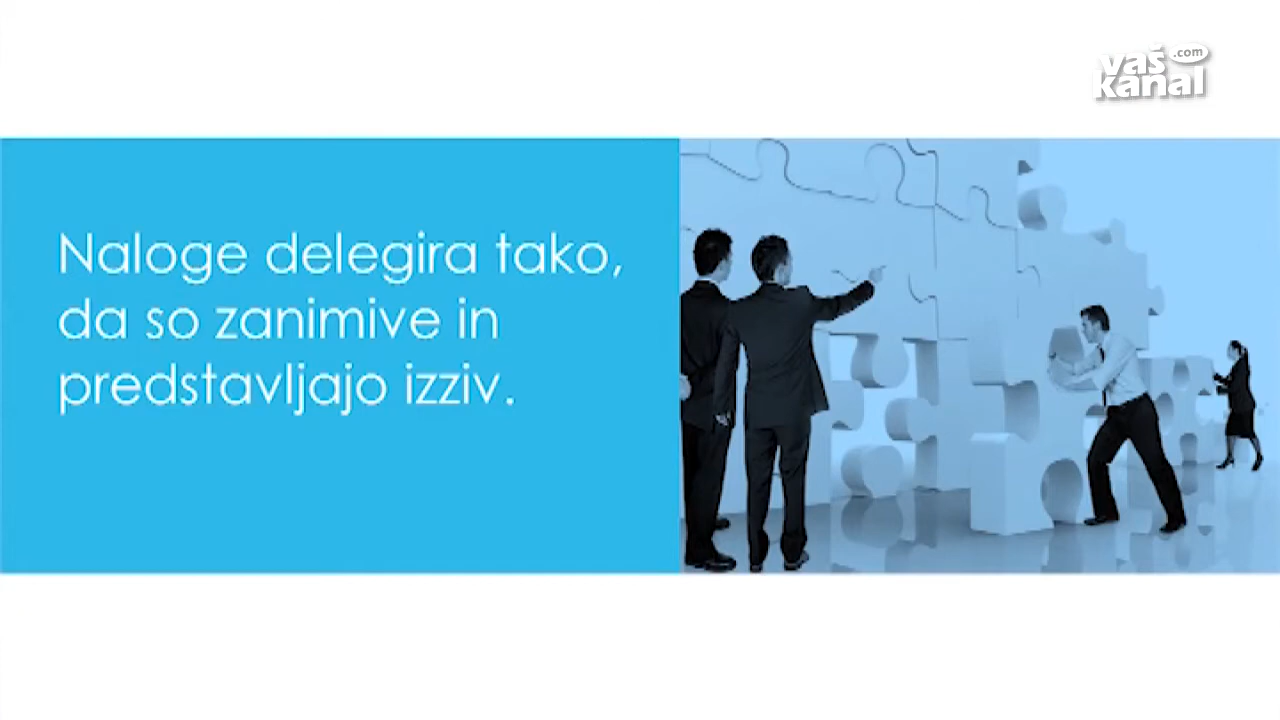 vaš .com
kanal
Naloge delegira tako,
da so zanimive in
predstavljajo izziv.